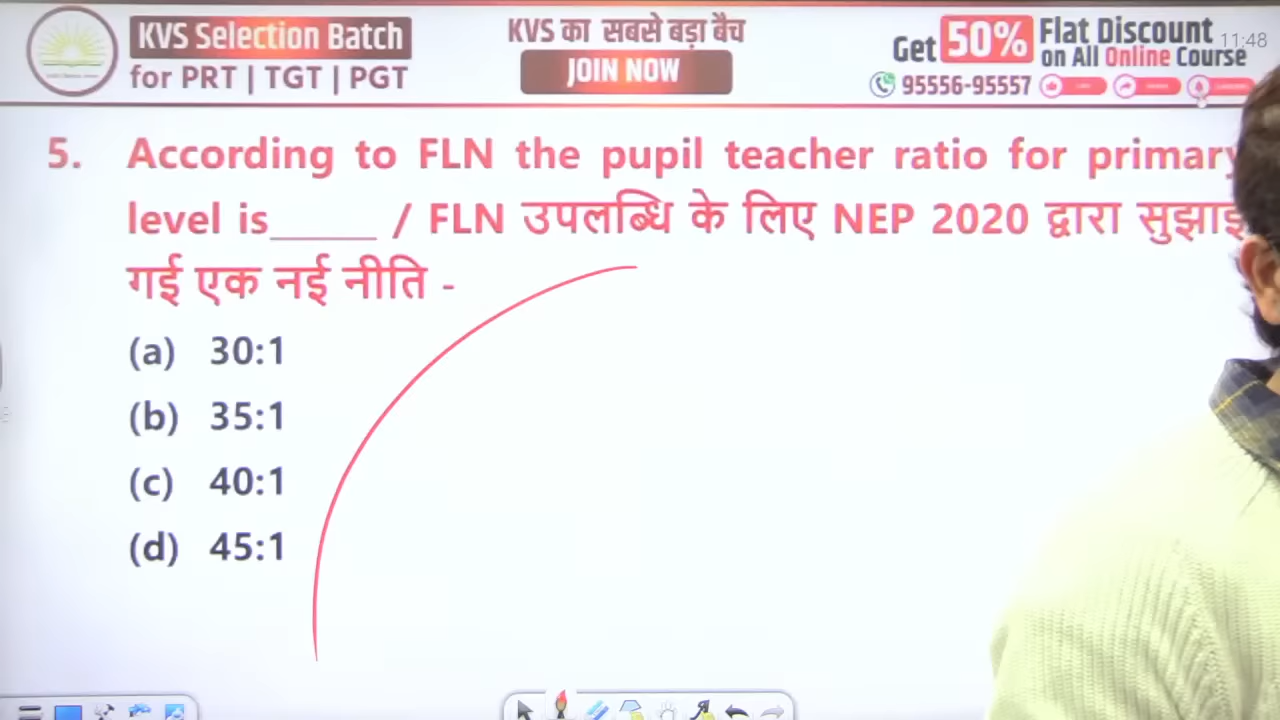 KVS Selection Batch
for PRT | TGT | PGT
KVS का सबसे बड़ा बैच
JOIN NOW
Get 50% Flat Discount
on All Online Course
11:48
95556-95557
5. According to FLN the pupil teacher ratio for primary
level is_____ / FLN उपलब्धि के लिए NEP 2020 द्वारा सुझाई
गई एक नई नीति -
(a) 30:1
(b) 35:1
(c) 40:1
(d) 45:1